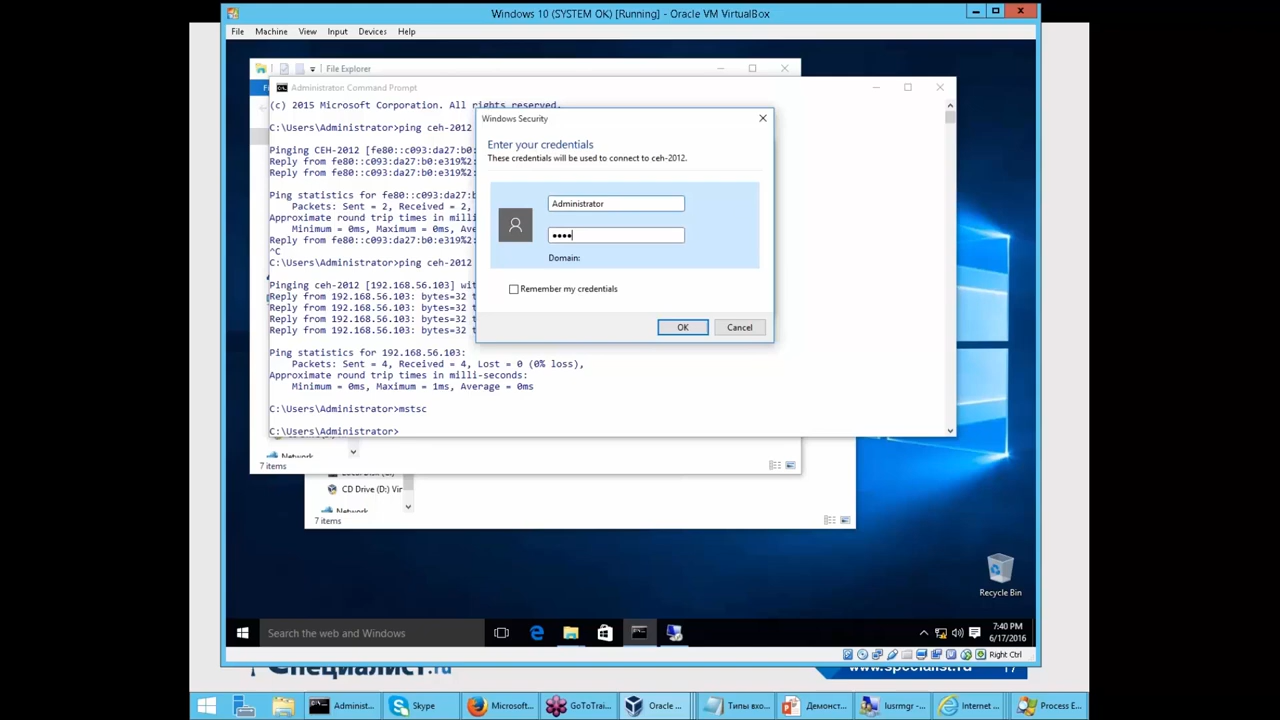 Windows 10 (SYSTEM OK) [Running] - Oracle VM VirtualBox
File Machine View Input Devices Help
File Explorer
Administrator Command Prompt
(c) 2015 Microsoft Corporation. All rights reserved.
C:\Users\Administrator>ping ceh-2012
Pinging CEH-2012 [fe80::c093:da27:b0:
Reply from fe80::c093:da27:b0:e319%2:
Reply from fe80::c093:da27:b0:e319%2:
Ping statistics for fe80::c093:da27:b
Packets: Sent = 2, Received = 2,
Approximate round trip times in milli
Minimum = 0ms, Maximum = 0ms, Ave
Reply from fe80::c093:da27:b0:e319%2:
^C
C:\Users\Administrator>ping ceh-2012
Pinging ceh-2012 [192.168.56.103] wit
Reply from 192.168.56.103: bytes=32 t
Reply from 192.168.56.103: bytes=32 t
Reply from 192.168.56.103: bytes=32 t
Reply from 192.168.56.103: bytes=32 t
Ping statistics for 192.168.56.103:
Packets: Sent = 4, Received = 4, Lost = 0 (0% loss),
Approximate round trip times in milli-seconds:
Minimum = 0ms, Maximum = 1ms, Average = 0ms
C:\Users\Administrator>mstsc
C:\Users\Administrator>
Windows Security
Enter your credentials
These credentials will be used to connect to ceh-2012.
Administrator
••••
Domain:
Remember my credentials
OK Cancel
Network
7 items
CD Drive (D:) Vir
Network
7 items
Recycle Bin
Search the web and Windows
7:40 PM
6/17/2016
Right Ctrl
Специалист.ru
www.specialist.ru 17
Administ... Skype Microsoft... GoToTrai... Oracle ... Типы вхо... Демонст... lusrmgr -... Internet ... Process E...